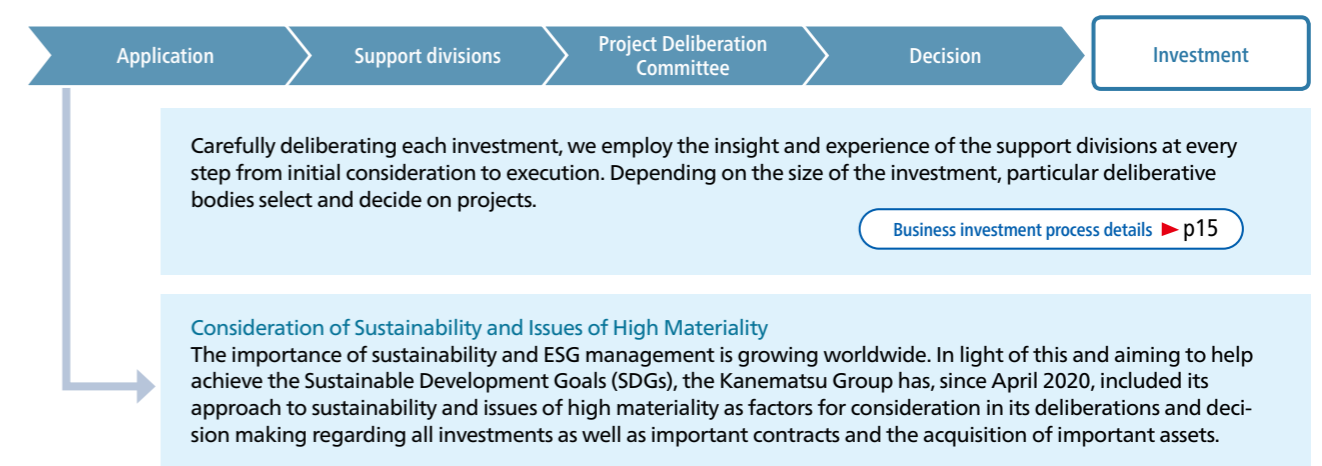 Application
Support divisions
Project Deliberation
Committee
Decision
Investment
Carefully deliberating each investment, we employ the insight and experience of the support divisions at every
step from initial consideration to execution. Depending on the size of the investment, particular deliberative
bodies select and decide on projects.
Business investment process details ▶ p15
Consideration of Sustainability and Issues of High Materiality
The importance of sustainability and ESG management is growing worldwide. In light of this and aiming to help
achieve the Sustainable Development Goals (SDGs), the Kanematsu Group has, since April 2020, included its
approach to sustainability and issues of high materiality as factors for consideration in its deliberations and deci-
sion making regarding all investments as well as important contracts and the acquisition of important assets.